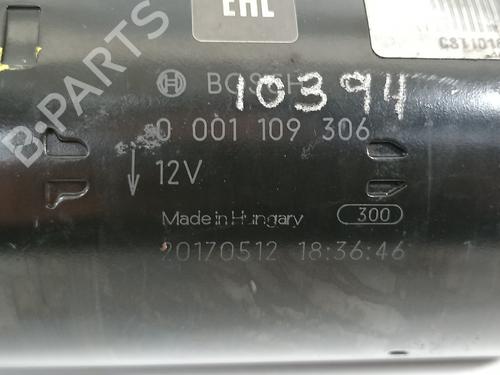 EAC
BOSCH
10394
0 001 109 306
12V
Made in Hungary
300
20170512 18:36:46
B-PARTS